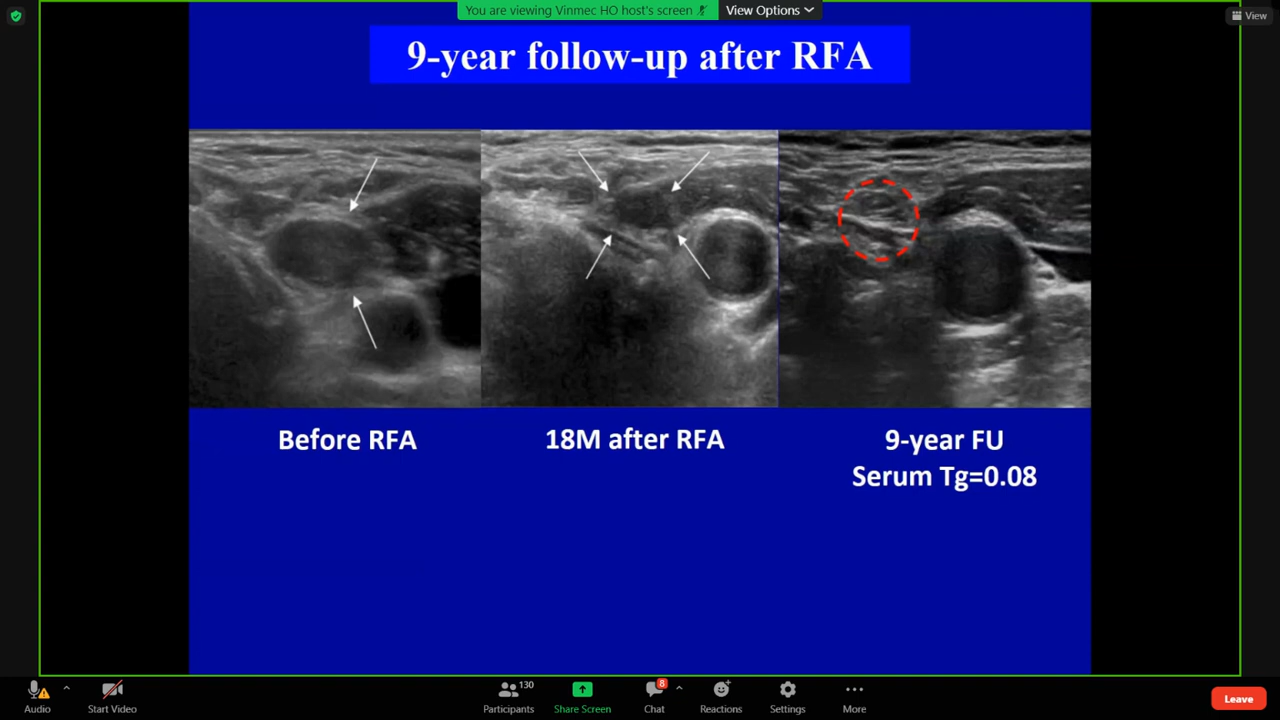 You are viewing Vinmec HO host's screen
View Options
View
9-year follow-up after RFA
Before RFA
18M after RFA
9-year FU
Serum Tg=0.08
130
8
Audio
Start Video
Participants
Share Screen
Chat
Reactions
Settings
More
Leave